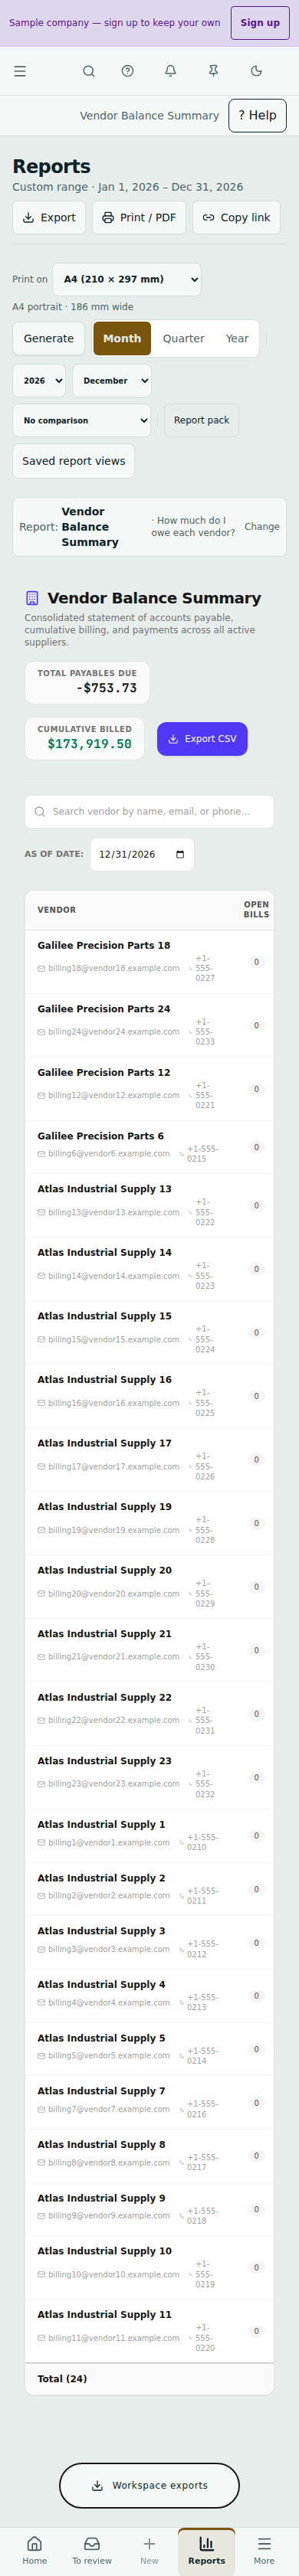 Sample company — sign up to keep your own
Sign up
Vendor Balance Summary
? Help
Reports
Custom range · Jan 1, 2026 – Dec 31, 2026
Export
Print / PDF
Copy link
Print on
A4 (210 × 297 mm)
A4 portrait · 186 mm wide
Generate
Month
Quarter
Year
2026
December
No comparison
Report pack
Saved report views
Report:
Vendor
Balance
Summary
· How much do I
owe each vendor?
Change
Vendor Balance Summary
Consolidated statement of accounts payable,
cumulative billing, and payments across all active
suppliers.
TOTAL PAYABLES DUE
-$753.73
CUMULATIVE BILLED
$173,919.50
Export CSV
Search vendor by name, email, or phone...
AS OF DATE:
12/31/2026
VENDOR
OPEN
BILLS
Galilee Precision Parts 18
billing18@vendor18.example.com
+1-
555-
0227
0
Galilee Precision Parts 24
billing24@vendor24.example.com
+1-
555-
0233
0
Galilee Precision Parts 12
billing12@vendor12.example.com
+1-
555-
0221
0
Galilee Precision Parts 6
billing6@vendor6.example.com
+1-555-
0215
0
Atlas Industrial Supply 13
billing13@vendor13.example.com
+1-
555-
0222
0
Atlas Industrial Supply 14
billing14@vendor14.example.com
+1-
555-
0223
0
Atlas Industrial Supply 15
billing15@vendor15.example.com
+1-
555-
0224
0
Atlas Industrial Supply 16
billing16@vendor16.example.com
+1-
555-
0225
0
Atlas Industrial Supply 17
billing17@vendor17.example.com
+1-
555-
0226
0
Atlas Industrial Supply 19
billing19@vendor19.example.com
+1-
555-
0228
0
Atlas Industrial Supply 20
billing20@vendor20.example.com
+1-
555-
0229
0
Atlas Industrial Supply 21
billing21@vendor21.example.com
+1-
555-
0230
0
Atlas Industrial Supply 22
billing22@vendor22.example.com
+1-
555-
0231
0
Atlas Industrial Supply 23
billing23@vendor23.example.com
+1-
555-
0232
0
Atlas Industrial Supply 1
billing1@vendor1.example.com
+1-555-
0210
0
Atlas Industrial Supply 2
billing2@vendor2.example.com
+1-555-
0211
0
Atlas Industrial Supply 3
billing3@vendor3.example.com
+1-555-
0212
0
Atlas Industrial Supply 4
billing4@vendor4.example.com
+1-555-
0213
0
Atlas Industrial Supply 5
billing5@vendor5.example.com
+1-555-
0214
0
Atlas Industrial Supply 7
billing7@vendor7.example.com
+1-555-
0216
0
Atlas Industrial Supply 8
billing8@vendor8.example.com
+1-555-
0217
0
Atlas Industrial Supply 9
billing9@vendor9.example.com
+1-555-
0218
0
Atlas Industrial Supply 10
billing10@vendor10.example.com
+1-
555-
0219
0
Atlas Industrial Supply 11
billing11@vendor11.example.com
+1-
555-
0220
0
Total (24)
Workspace exports
Home
To review
New
Reports
More